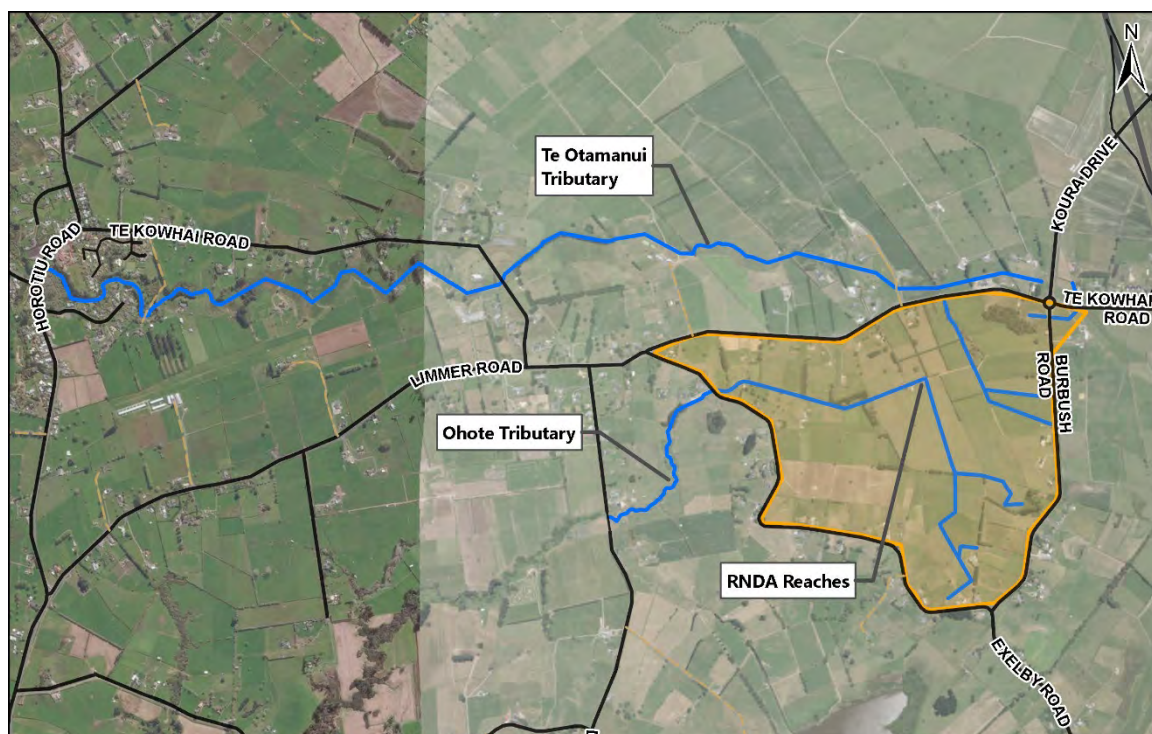 N
Te Otamanui
Tributary
KOURA DRIVE
TE KOWHAI ROAD
HOROTIU ROAD
TE KOWHAI
ROAD
BURBUSH
ROAD
LIMMER ROAD
Ohote Tributary
RNDA Reaches
EXELBY ROAD